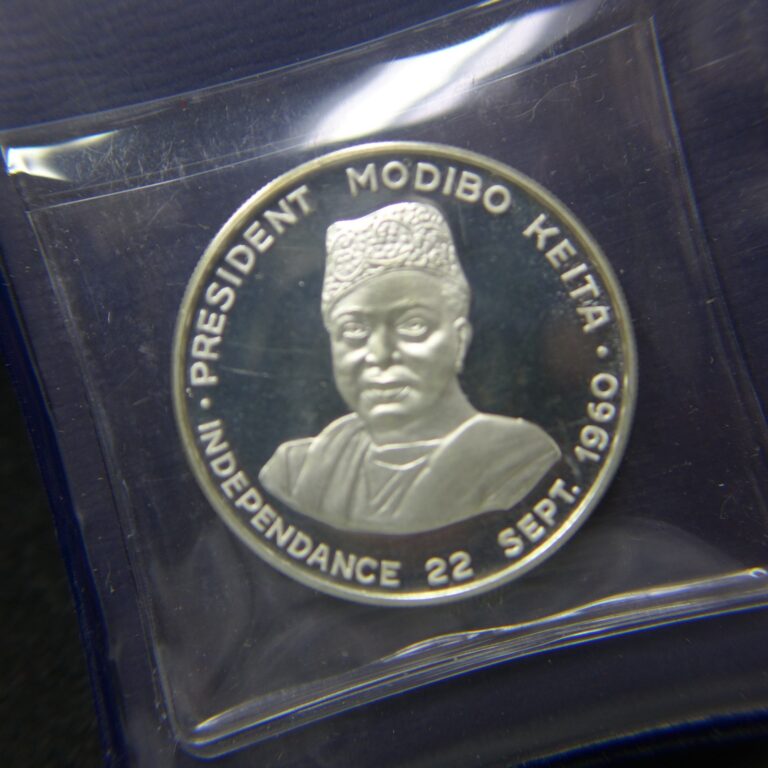 · PRESIDENT MODIBO KEITA ·
INDEPENDANCE 22 SEPT. 1960